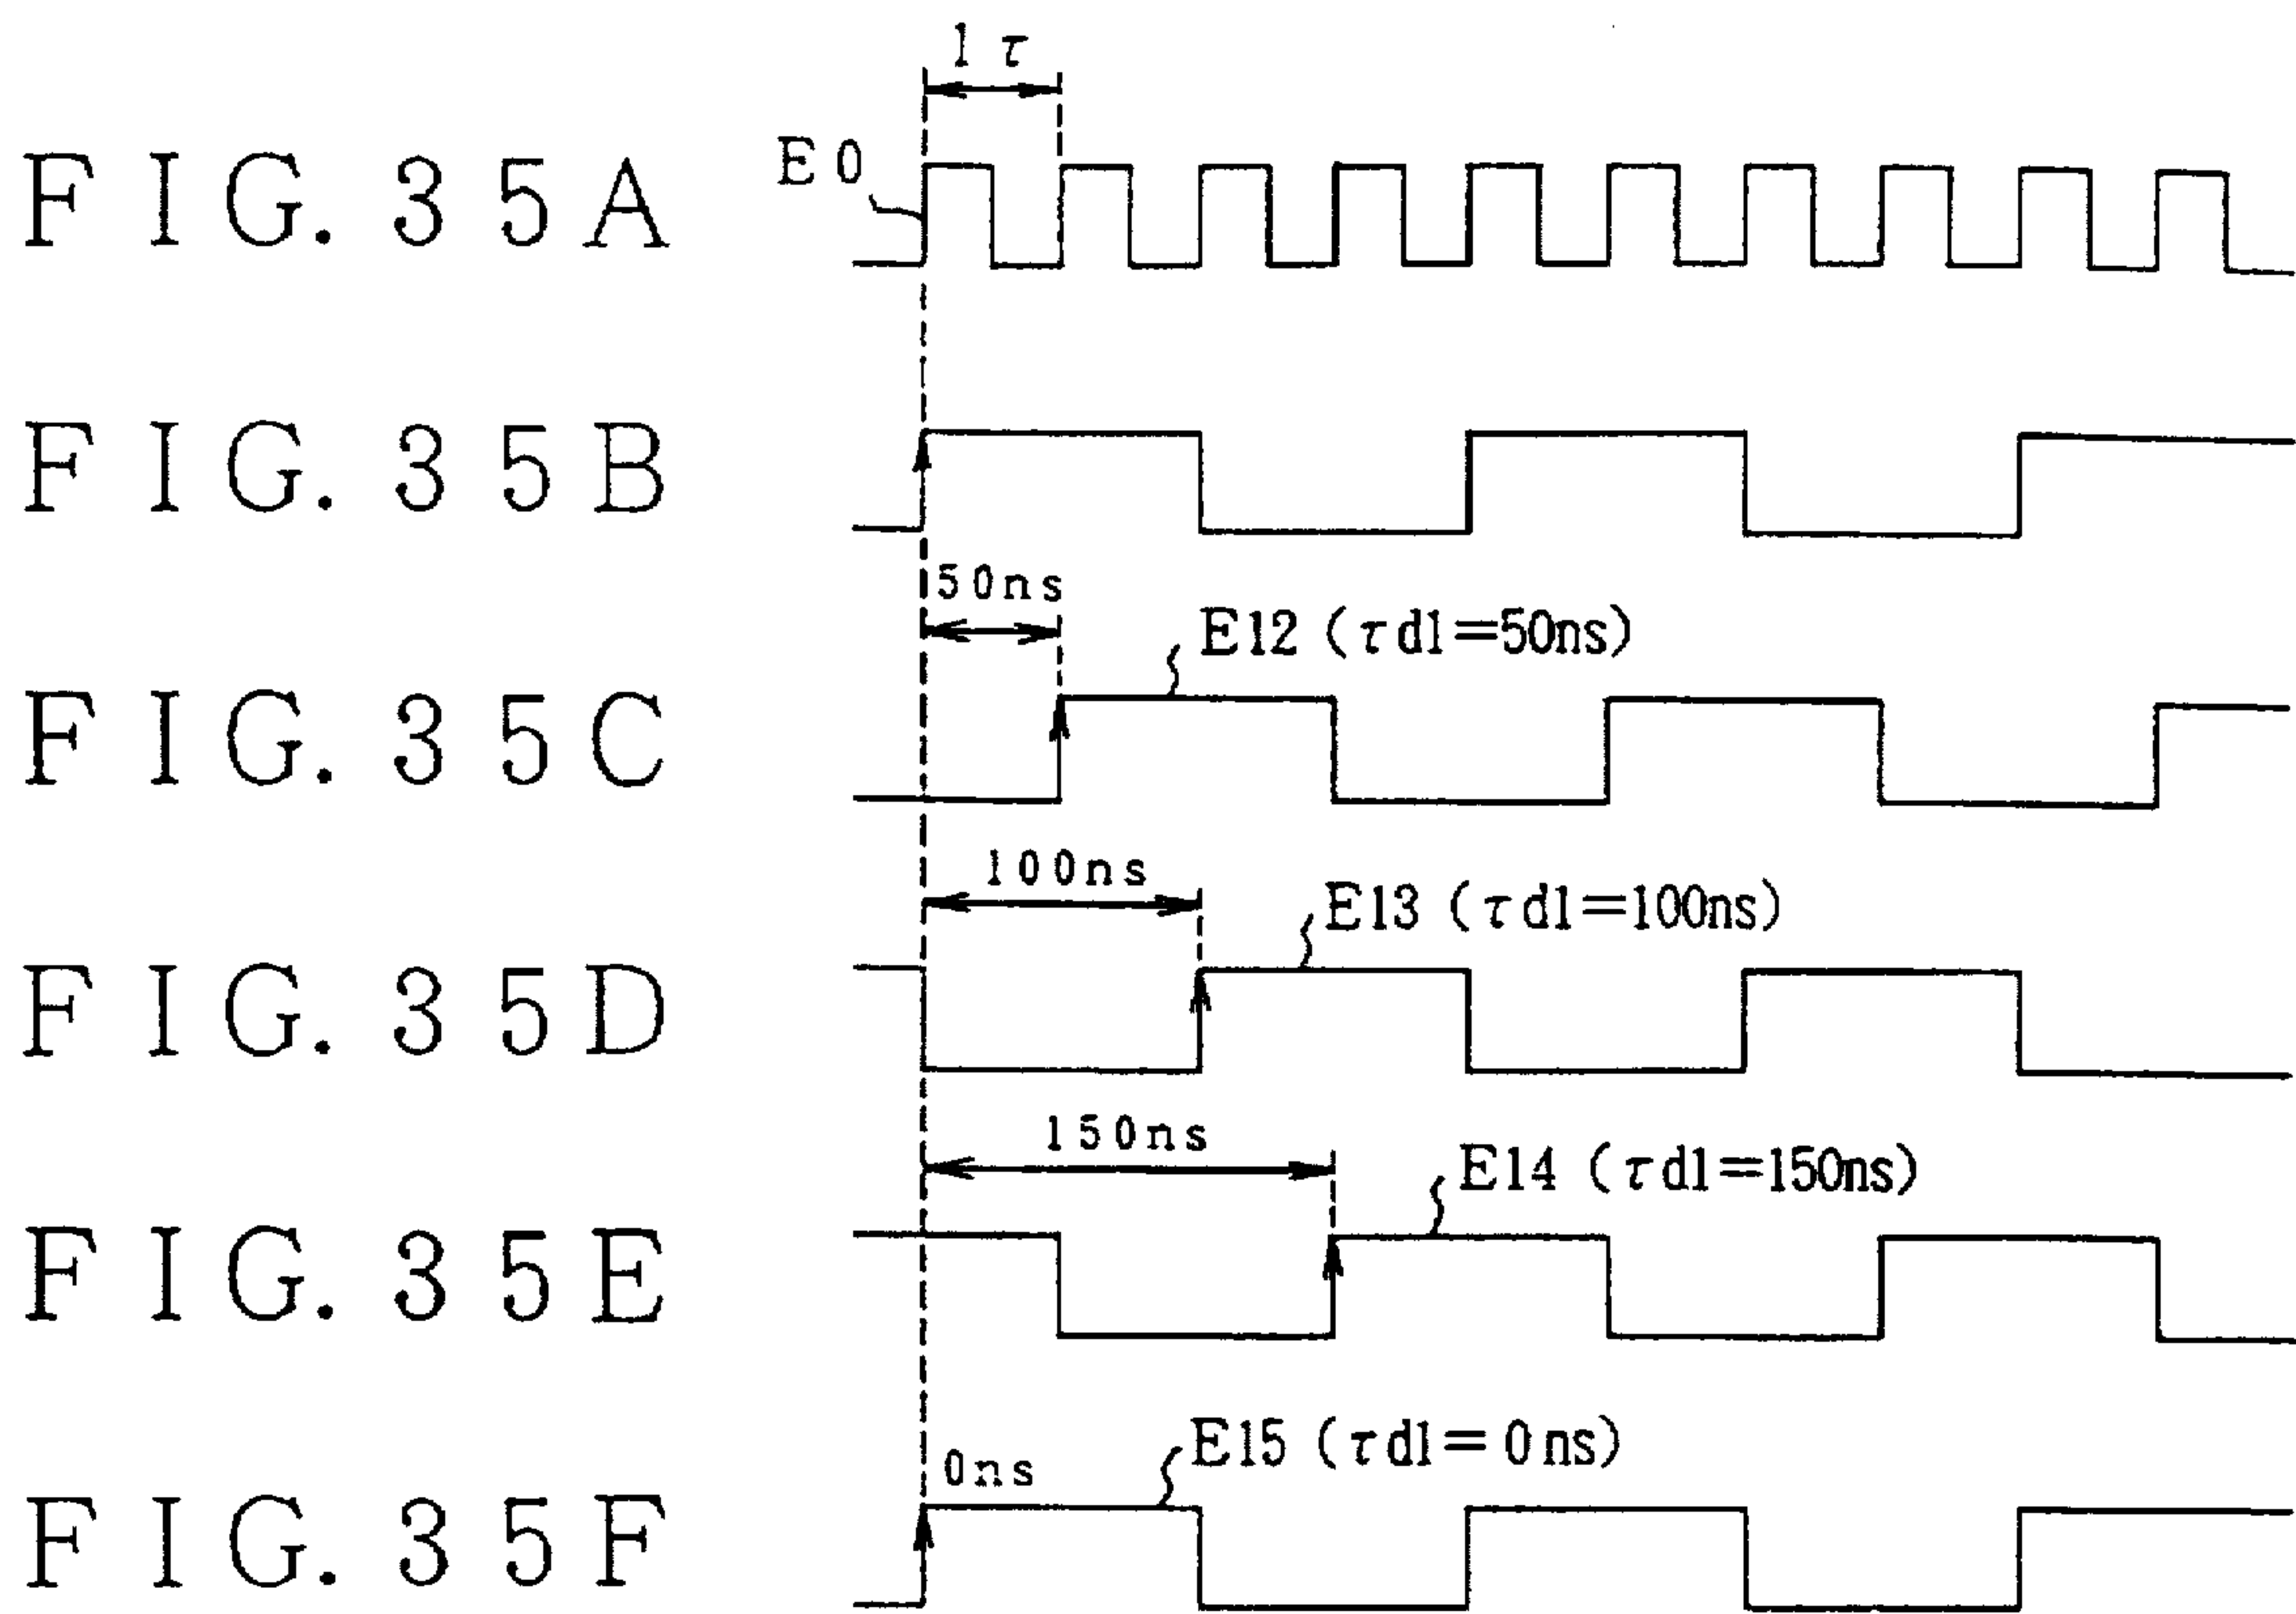 1 τ
FIG. 35A
E0
FIG. 35B
50ns
E12 (τd1=50ns)
FIG. 35C
100ns
E13 (τd1=100ns)
FIG. 35D
150ns
E14 (τd1=150ns)
FIG. 35E
0ns
E15 (τd1=0ns)
FIG. 35F